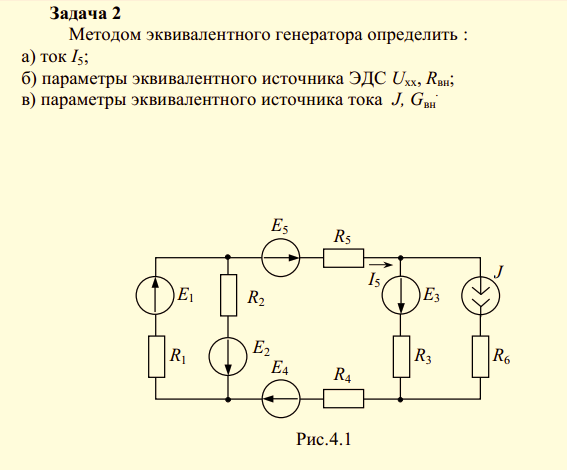 Задача 2
Методом эквивалентного генератора определить :
а) ток I₅;
б) параметры эквивалентного источника ЭДС Uхх, Rвн;
в) параметры эквивалентного источника тока J, Gвн.
E₅
R₅
I₅
J
E₁
R₂
E₃
R₁
E₂
E₄
R₄
R₃
R₆
Рис.4.1